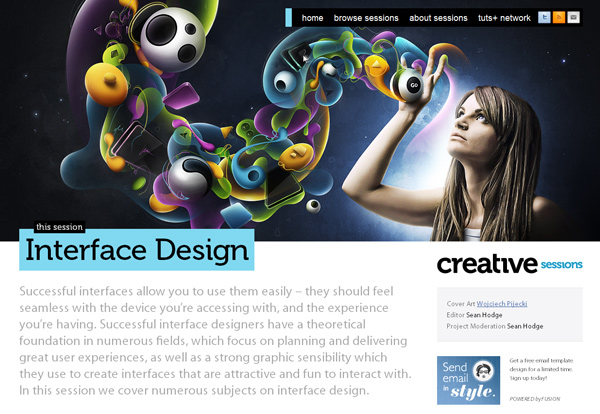 home browse sessions about sessions tuts+ network
GO
this session
Interface Design
creative sessions
Successful interfaces allow you to use them easily – they should feel
seamless with the device you're accessing with, and the experience
you're having. Successful interface designers have a theoretical
foundation in numerous fields, which focus on planning and delivering
great user experiences, as well as a strong graphic sensibility which
they use to create interfaces that are attractive and fun to interact with.
In this session we cover numerous subjects on interface design.
Cover Art Wojciech Pijecki
Editor Sean Hodge
Project Moderation Sean Hodge
Send
email
in
style.
Get a free email template
design for a limited time.
Sign up today!
POWERED by FUSION